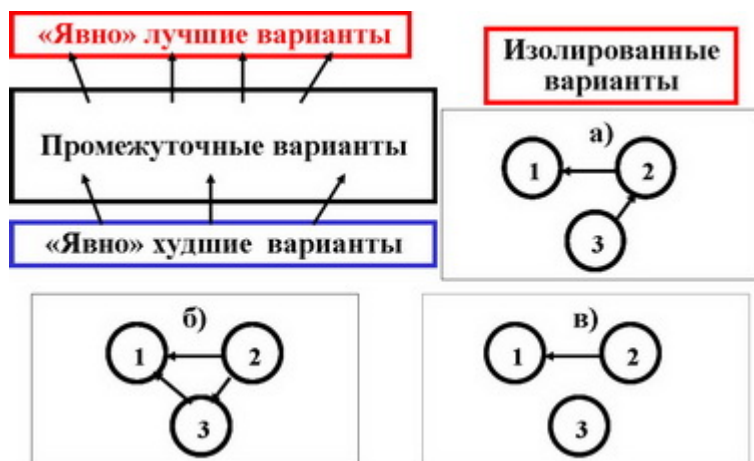 «Явно» лучшие варианты
Изолированные
варианты
Промежуточные варианты
«Явно» худшие варианты
а)
1
2
3
б)
1
2
3
в)
1
2
3